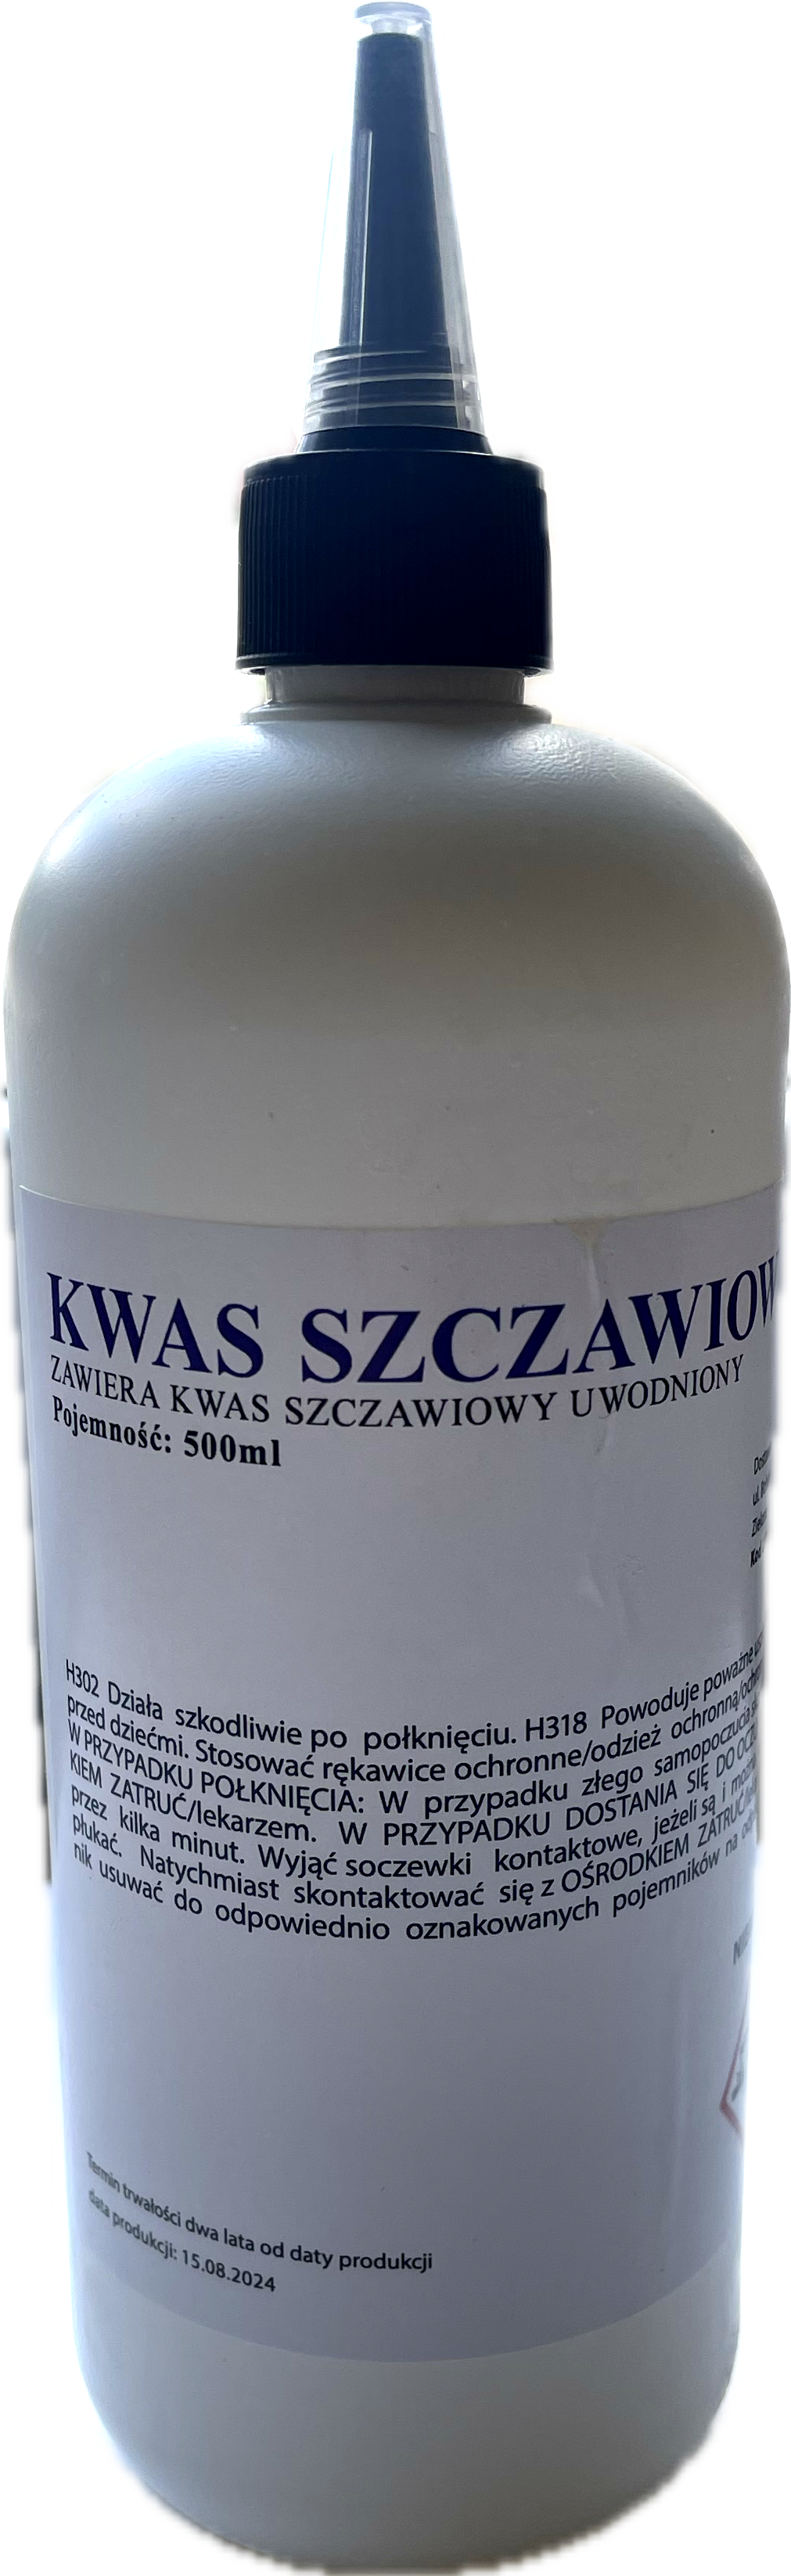 KWAS SZCZAWIOW
ZAWIERA KWAS SZCZAWIOWY UWODNIONY
Pojemność: 500ml
H302 Działa szkodliwie po połknięciu. H318 Powoduje poważne
przed dziećmi. Stosować rękawice ochronne/odzież ochronną/
W PRZYPADKU POŁKNIĘCIA: W przypadku złego samopoczucia
KIEM ZATRUĆ/lekarzem. W PRZYPADKU DOSTANIA SIĘ DO OCZU
przez kilka minut. Wyjąć soczewki kontaktowe, jeżeli są i można
płukać. Natychmiast skontaktować się z OŚRODKIEM ZATRUĆ/
nik usuwać do odpowiednio oznakowanych pojemników na
Termin trwałości dwa lata od daty produkcji
data produkcji: 15.08.2024